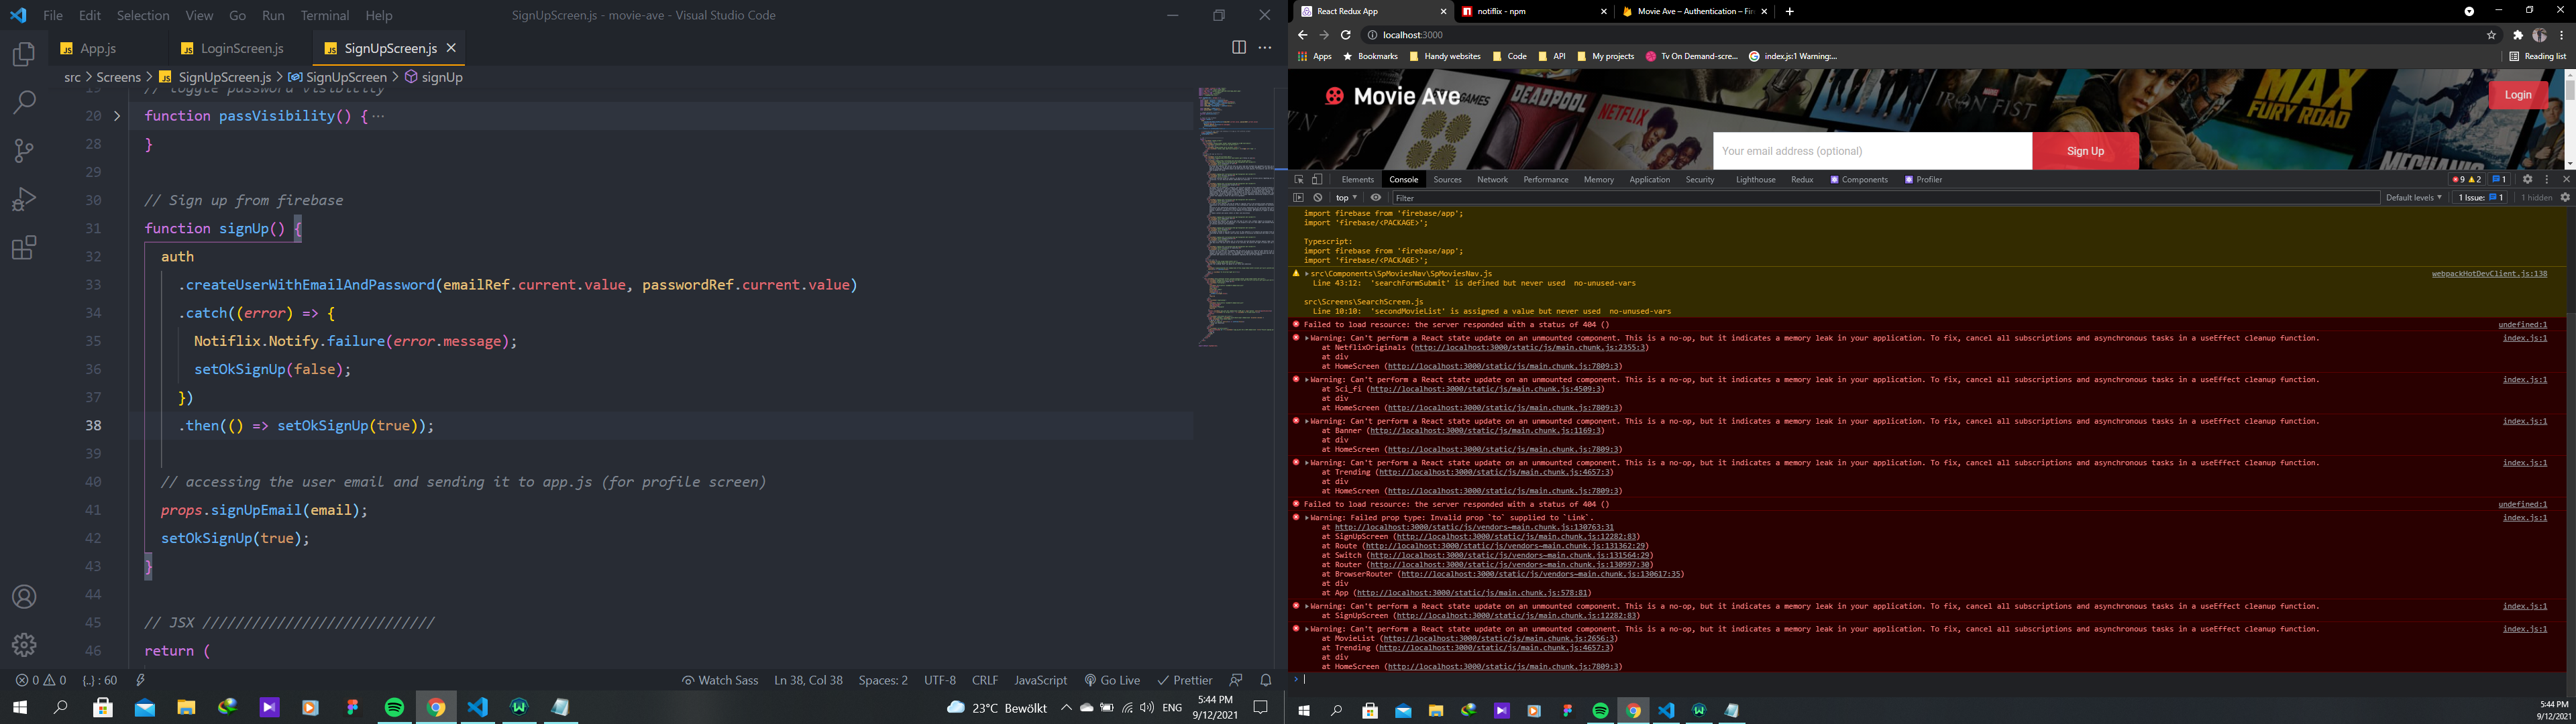 File Edit Selection View Go Run Terminal Help
SignUpScreen.js - movie-ave - Visual Studio Code
App.js
LoginScreen.js
SignUpScreen.js
src > Screens > SignUpScreen.js > SignUpScreen > signUp
// toggle password visibility
20 function passVisibility() {···
28 }
29
30 // Sign up from firebase
31 function signUp() {
32 auth
33 .createUserWithEmailAndPassword(emailRef.current.value, passwordRef.current.value)
34 .catch((error) => {
35 Notiflix.Notify.failure(error.message);
36 setOkSignUp(false);
37 })
38 .then(() => setOkSignUp(true));
39
40 // accessing the user email and sending it to app.js (for profile screen)
41 props.signUpEmail(email);
42 setOkSignUp(true);
43 }
44
45 // JSX ////////////////////////////
46 return (
0 0 {..} : 60
Watch Sass Ln 38, Col 38 Spaces: 2 UTF-8 CRLF JavaScript Go Live Prettier
23°C Bewölkt ENG 5:44 PM
9/12/2021
React Redux App
notiflix - npm
Movie Ave – Authentication – Fir
localhost:3000
Apps Bookmarks Handy websites Code API My projects Tv On Demand-scre... index.js:1 Warning:... Reading list
Movie Ave
Login
GAMES
DEADPOOL
NETFLIX
IRON FIST
MAX
FURY ROAD
MECHANIC
Your email address (optional)
Sign Up
Elements Console Sources Network Performance Memory Application Security Lighthouse Redux Components Profiler 9 2 1
top Filter Default levels 1 Issue: 1 1 hidden
import firebase from 'firebase/app';
import 'firebase/<PACKAGE>';
Typescript:
import firebase from 'firebase/app';
import 'firebase/<PACKAGE>';
src\Components\SpMoviesNav\SpMoviesNav.js webpackHotDevClient.js:138
Line 43:12: 'searchFormSubmit' is defined but never used no-unused-vars
src\Screens\SearchScreen.js
Line 10:10: 'secondMovieList' is assigned a value but never used no-unused-vars
Failed to load resource: the server responded with a status of 404 () undefined:1
Warning: Can't perform a React state update on an unmounted component. This is a no-op, but it indicates a memory leak in your application. To fix, cancel all subscriptions and asynchronous tasks in a useEffect cleanup function. index.js:1
at NetflixOriginals (http://localhost:3000/static/js/main.chunk.js:2355:3)
at div
at HomeScreen (http://localhost:3000/static/js/main.chunk.js:7809:3)
Warning: Can't perform a React state update on an unmounted component. This is a no-op, but it indicates a memory leak in your application. To fix, cancel all subscriptions and asynchronous tasks in a useEffect cleanup function. index.js:1
at Sci_fi (http://localhost:3000/static/js/main.chunk.js:4509:3)
at div
at HomeScreen (http://localhost:3000/static/js/main.chunk.js:7809:3)
Warning: Can't perform a React state update on an unmounted component. This is a no-op, but it indicates a memory leak in your application. To fix, cancel all subscriptions and asynchronous tasks in a useEffect cleanup function. index.js:1
at Banner (http://localhost:3000/static/js/main.chunk.js:1169:3)
at div
at HomeScreen (http://localhost:3000/static/js/main.chunk.js:7809:3)
Warning: Can't perform a React state update on an unmounted component. This is a no-op, but it indicates a memory leak in your application. To fix, cancel all subscriptions and asynchronous tasks in a useEffect cleanup function. index.js:1
at Trending (http://localhost:3000/static/js/main.chunk.js:4657:3)
at div
at HomeScreen (http://localhost:3000/static/js/main.chunk.js:7809:3)
Failed to load resource: the server responded with a status of 404 () undefined:1
Warning: Failed prop type: Invalid prop `to` supplied to `Link`. index.js:1
at http://localhost:3000/static/js/vendors~main.chunk.js:130763:31
at SignUpScreen (http://localhost:3000/static/js/main.chunk.js:12282:83)
at Route (http://localhost:3000/static/js/vendors~main.chunk.js:131362:29)
at Switch (http://localhost:3000/static/js/vendors~main.chunk.js:131564:29)
at Router (http://localhost:3000/static/js/vendors~main.chunk.js:130997:30)
at BrowserRouter (http://localhost:3000/static/js/vendors~main.chunk.js:130617:35)
at div
at App (http://localhost:3000/static/js/main.chunk.js:578:81)
Warning: Can't perform a React state update on an unmounted component. This is a no-op, but it indicates a memory leak in your application. To fix, cancel all subscriptions and asynchronous tasks in a useEffect cleanup function. index.js:1
at SignUpScreen (http://localhost:3000/static/js/main.chunk.js:12282:83)
Warning: Can't perform a React state update on an unmounted component. This is a no-op, but it indicates a memory leak in your application. To fix, cancel all subscriptions and asynchronous tasks in a useEffect cleanup function. index.js:1
at MovieList (http://localhost:3000/static/js/main.chunk.js:2656:3)
at Trending (http://localhost:3000/static/js/main.chunk.js:4657:3)
at div
at HomeScreen (http://localhost:3000/static/js/main.chunk.js:7809:3)
5:44 PM
9/12/2021